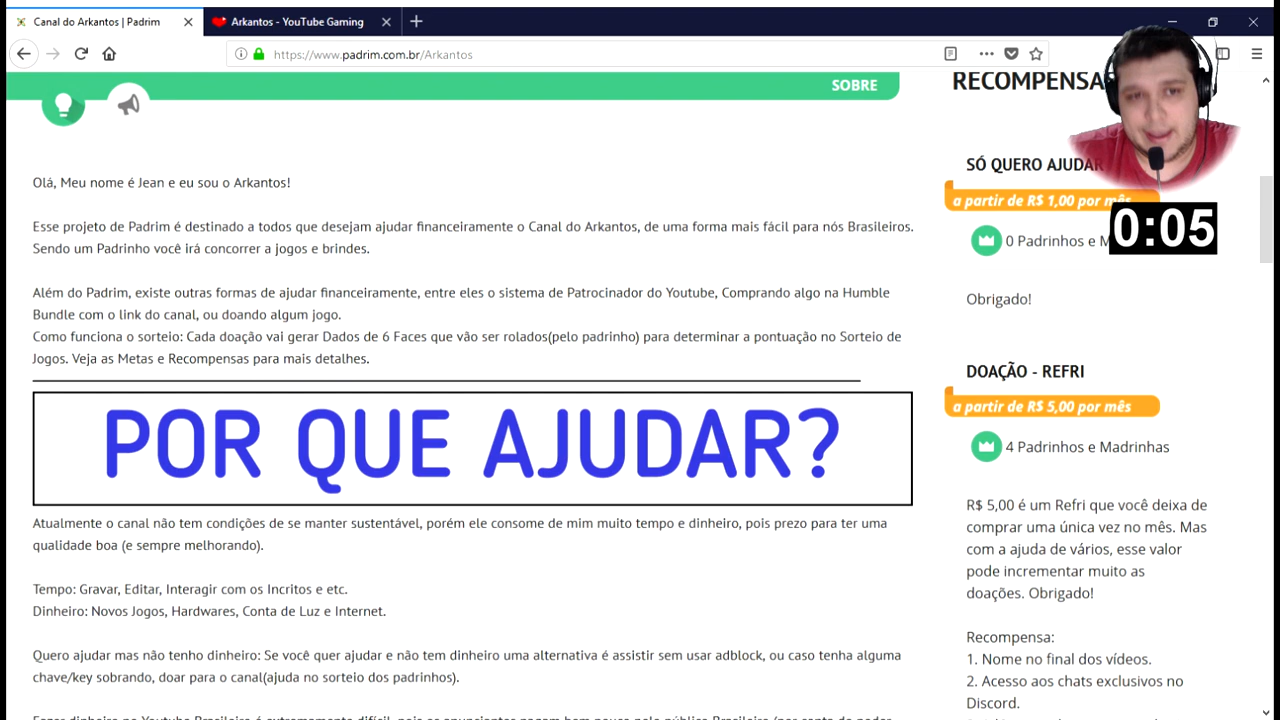 Canal do Arkantos | Padrim
Arkantos - YouTube Gaming
https://www.padrim.com.br/Arkantos
SOBRE
Olá, Meu nome é Jean e eu sou o Arkantos!
Esse projeto de Padrim é destinado a todos que desejam ajudar financeiramente o Canal do Arkantos, de uma forma mais fácil para nós Brasileiros.
Sendo um Padrinho você irá concorrer a jogos e brindes.
Além do Padrim, existe outras formas de ajudar financeiramente, entre eles o sistema de Patrocinador do Youtube, Comprando algo na Humble
Bundle com o link do canal, ou doando algum jogo.
Como funciona o sorteio: Cada doação vai gerar Dados de 6 Faces que vão ser rolados(pelo padrinho) para determinar a pontuação no Sorteio de
Jogos. Veja as Metas e Recompensas para mais detalhes.
POR QUE AJUDAR?
Atualmente o canal não tem condições de se manter sustentável, porém ele consome de mim muito tempo e dinheiro, pois prezo para ter uma
qualidade boa (e sempre melhorando).
Tempo: Gravar, Editar, Interagir com os Incritos e etc.
Dinheiro: Novos Jogos, Hardwares, Conta de Luz e Internet.
Quero ajudar mas não tenho dinheiro: Se você quer ajudar e não tem dinheiro uma alternativa é assistir sem usar adblock, ou caso tenha alguma
chave/key sobrando, doar para o canal(ajuda no sorteio dos padrinhos).
RECOMPENSA
SÓ QUERO AJUDAR
a partir de R$ 1,00 por mês
0:05
0 Padrinhos e M
Obrigado!
DOAÇÃO - REFRI
a partir de R$ 5,00 por mês
4 Padrinhos e Madrinhas
R$ 5,00 é um Refri que você deixa de
comprar uma única vez no mês. Mas
com a ajuda de vários, esse valor
pode incrementar muito as
doações. Obrigado!
Recompensa:
1. Nome no final dos vídeos.
2. Acesso aos chats exclusivos no
Discord.